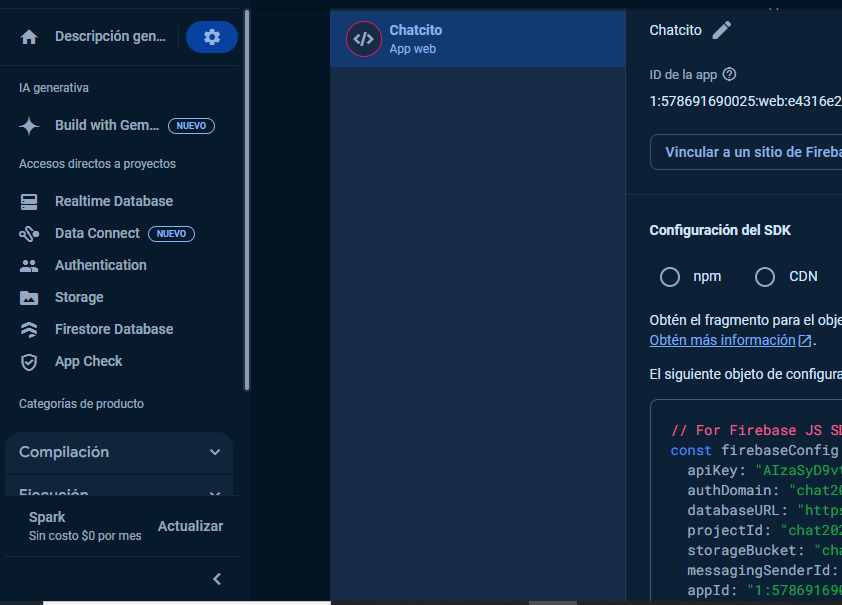 Descripción gen...
IA generativa
Build with Gem... NUEVO
Accesos directos a proyectos
Realtime Database
Data Connect NUEVO
Authentication
Storage
Firestore Database
App Check
Categorías de producto
Compilación
Ejecución
Spark
Sin costo $0 por mes
Actualizar
Chatcito
App web
Chatcito
ID de la app
1:578691690025:web:e4316e2
Vincular a un sitio de Fireba
Configuración del SDK
npm CDN
Obtén el fragmento para el obje
Obtén más información.
El siguiente objeto de configura
// For Firebase JS SD
const firebaseConfig
apiKey: "AIzaSyD9vt
authDomain: "chat20
databaseURL: "https
projectId: "chat202
storageBucket: "cha
messagingSenderId:
appId: "1:578691690